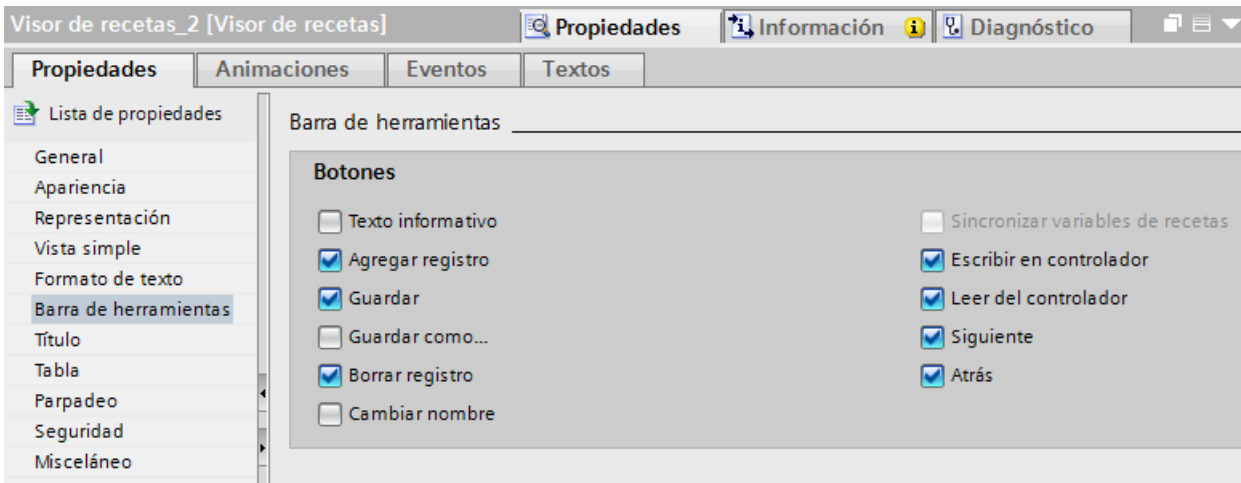 Visor de recetas_2 [Visor de recetas]
Propiedades
Información
Diagnóstico
Propiedades
Animaciones
Eventos
Textos
Lista de propiedades
General
Apariencia
Representación
Vista simple
Formato de texto
Barra de herramientas
Título
Tabla
Parpadeo
Seguridad
Misceláneo
Barra de herramientas
Botones
Texto informativo
Agregar registro
Guardar
Guardar como...
Borrar registro
Cambiar nombre
Sincronizar variables de recetas
Escribir en controlador
Leer del controlador
Siguiente
Atrás